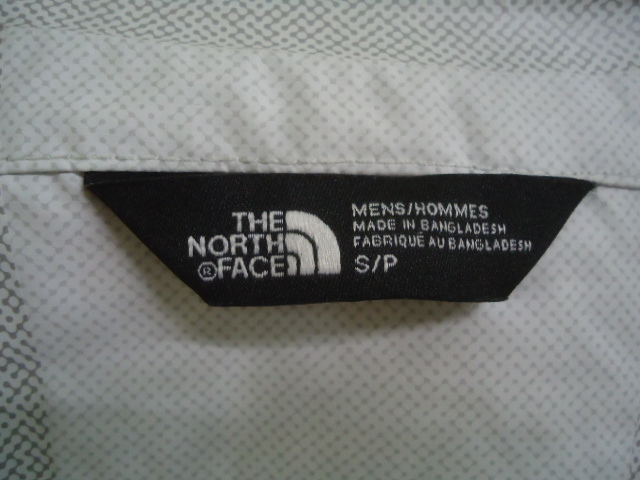 THE
NORTH
®FACE
MENS/HOMMES
MADE IN BANGLADESH
FABRIQUÉ AU BANGLADESH
S/P